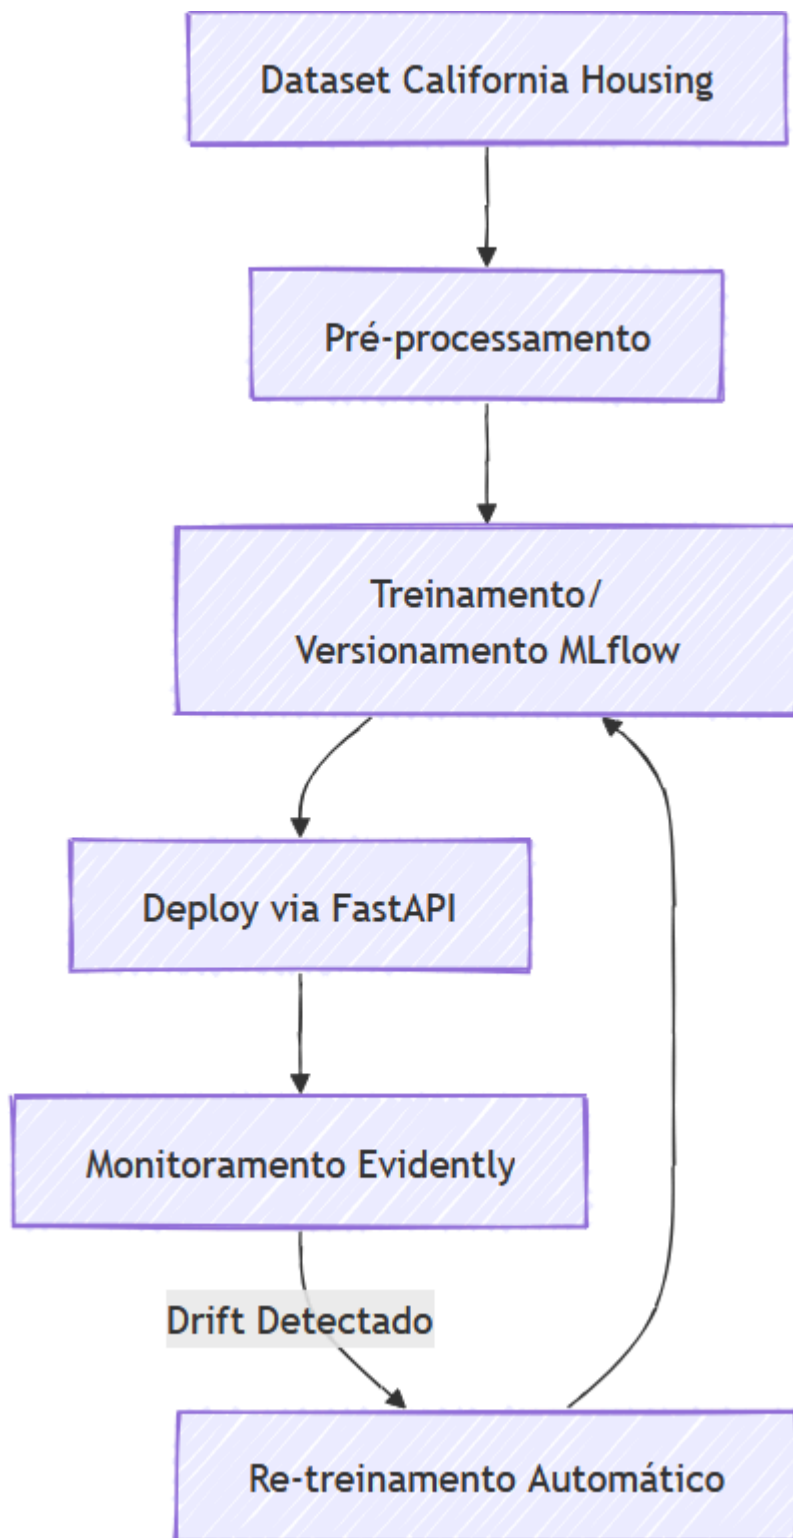 Dataset California Housing
Pré-processamento
Treinamento/
Versionamento MLflow
Deploy via FastAPI
Monitoramento Evidently
Drift Detectado
Re-treinamento Automático